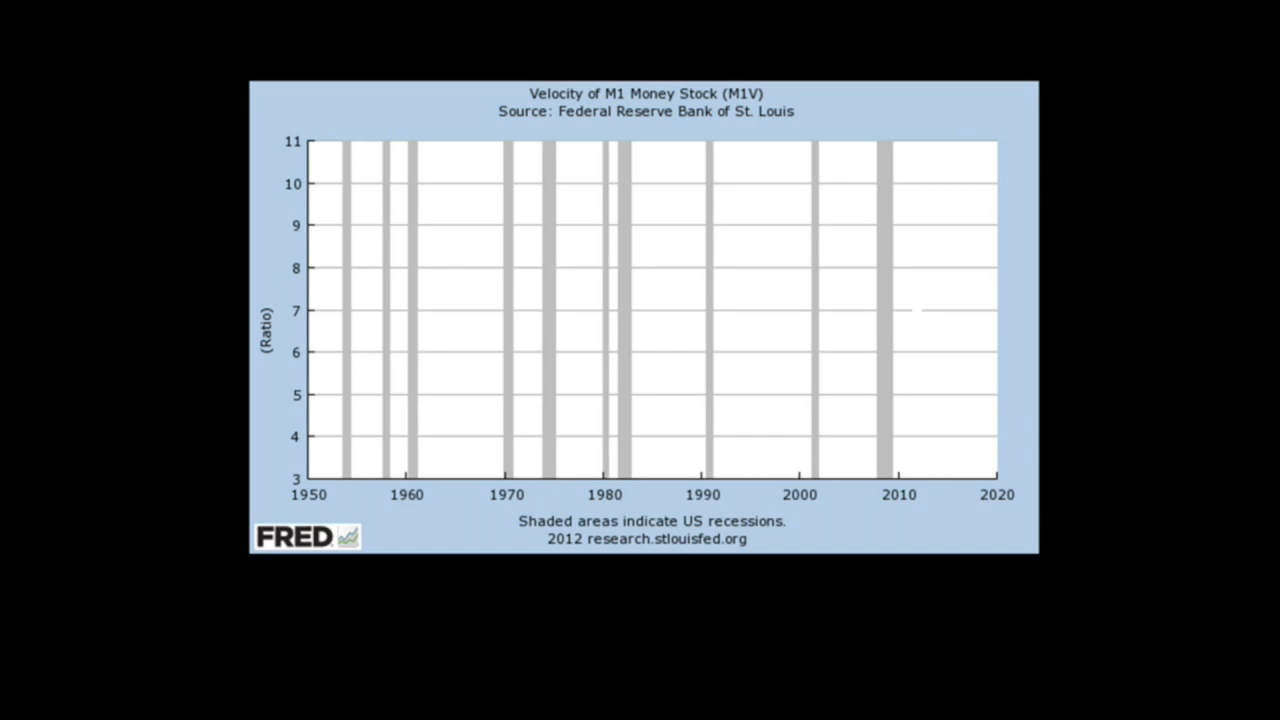 Velocity of M1 Money Stock (M1V)
Source: Federal Reserve Bank of St. Louis
11
10
9
8
7
6
5
4
3
(Ratio)
1950 1960 1970 1980 1990 2000 2010 2020
Shaded areas indicate US recessions.
2012 research.stlouisfed.org
FRED